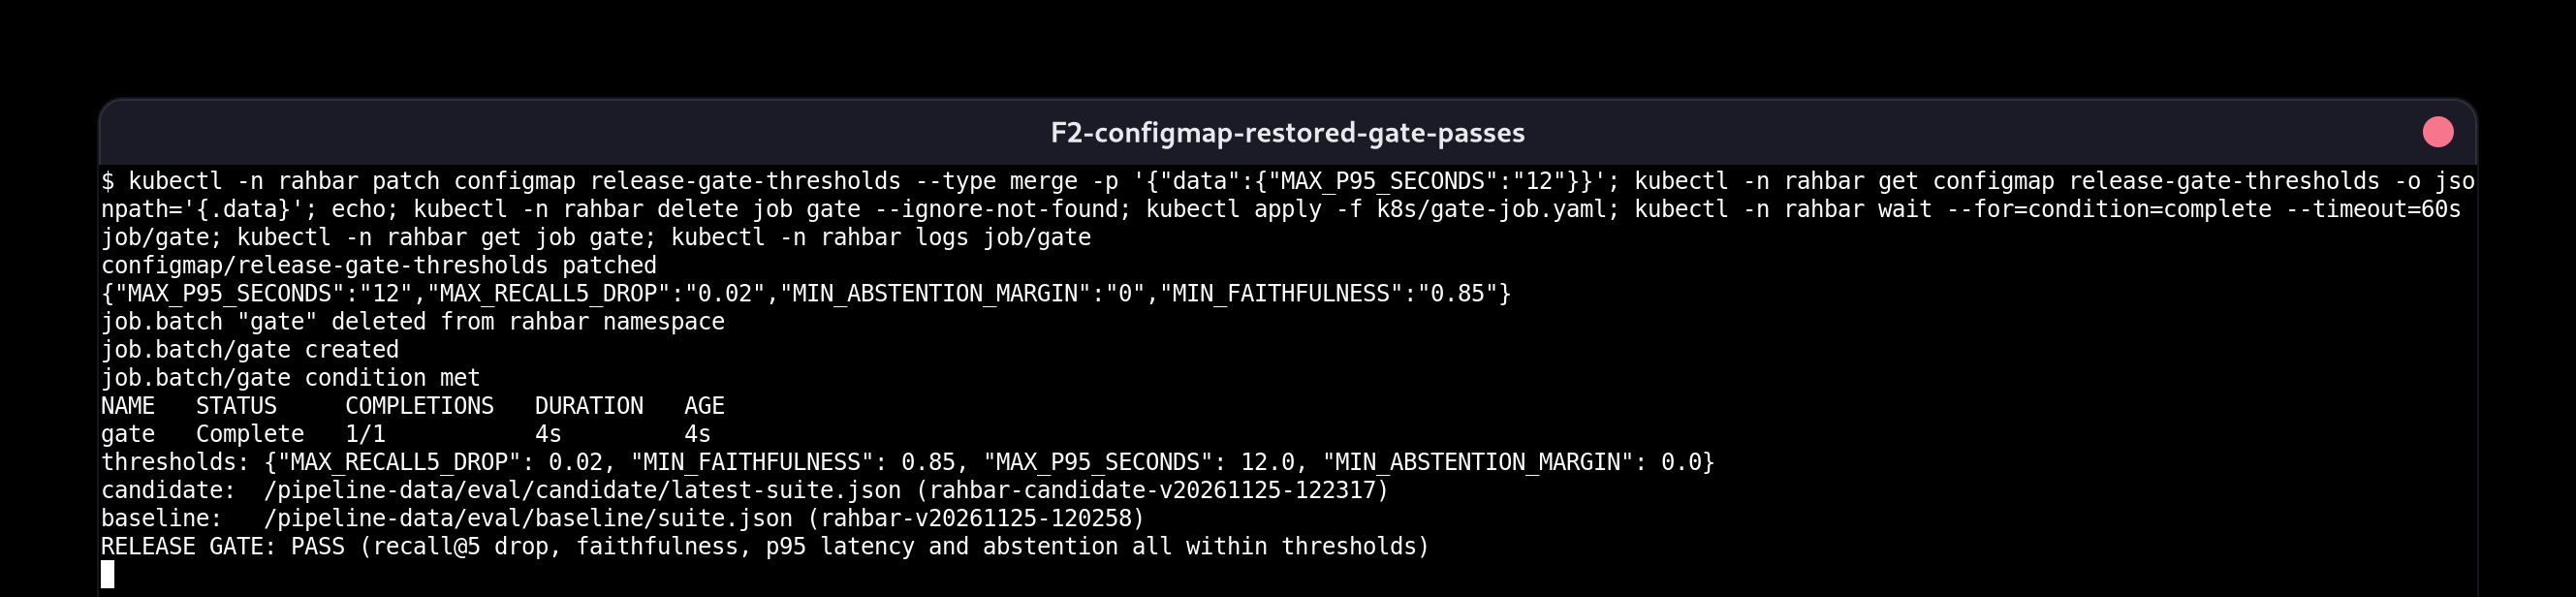 F2-configmap-restored-gate-passes
$ kubectl -n rahbar patch configmap release-gate-thresholds --type merge -p '{"data":{"MAX_P95_SECONDS":"12"}}'; kubectl -n rahbar get configmap release-gate-thresholds -o jso
npath='{.data}'; echo; kubectl -n rahbar delete job gate --ignore-not-found; kubectl apply -f k8s/gate-job.yaml; kubectl -n rahbar wait --for=condition=complete --timeout=60s
job/gate; kubectl -n rahbar get job gate; kubectl -n rahbar logs job/gate
configmap/release-gate-thresholds patched
{"MAX_P95_SECONDS":"12","MAX_RECALL5_DROP":"0.02","MIN_ABSTENTION_MARGIN":"0","MIN_FAITHFULNESS":"0.85"}
job.batch "gate" deleted from rahbar namespace
job.batch/gate created
job.batch/gate condition met
NAME   STATUS     COMPLETIONS   DURATION   AGE
gate   Complete   1/1           4s         4s
thresholds: {"MAX_RECALL5_DROP": 0.02, "MIN_FAITHFULNESS": 0.85, "MAX_P95_SECONDS": 12.0, "MIN_ABSTENTION_MARGIN": 0.0}
candidate:  /pipeline-data/eval/candidate/latest-suite.json (rahbar-candidate-v20261125-122317)
baseline:   /pipeline-data/eval/baseline/suite.json (rahbar-v20261125-120258)
RELEASE GATE: PASS (recall@5 drop, faithfulness, p95 latency and abstention all within thresholds)